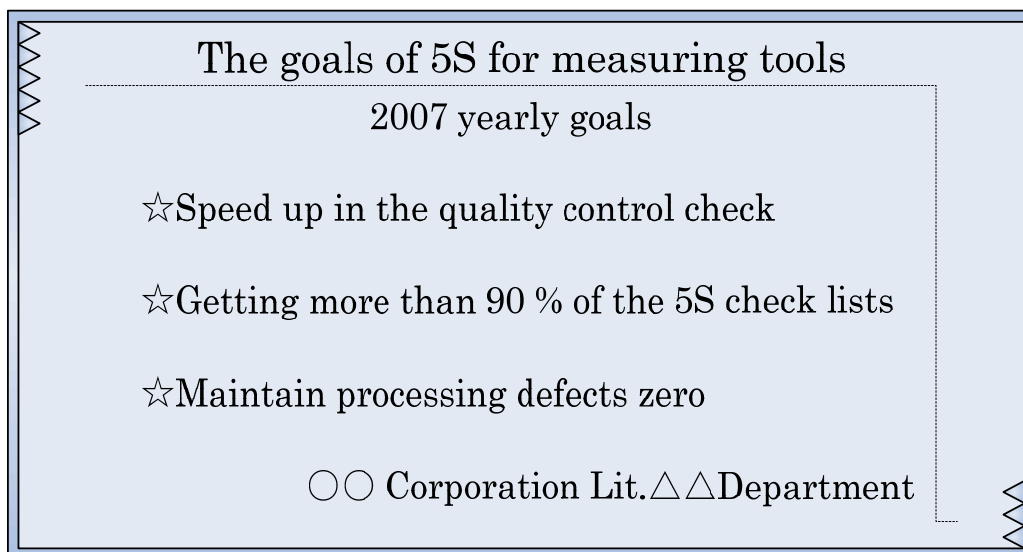 The goals of 5S for measuring tools
2007 yearly goals
☆Speed up in the quality control check
☆Getting more than 90 % of the 5S check lists
☆Maintain processing defects zero
○○ Corporation Lit.△△Department